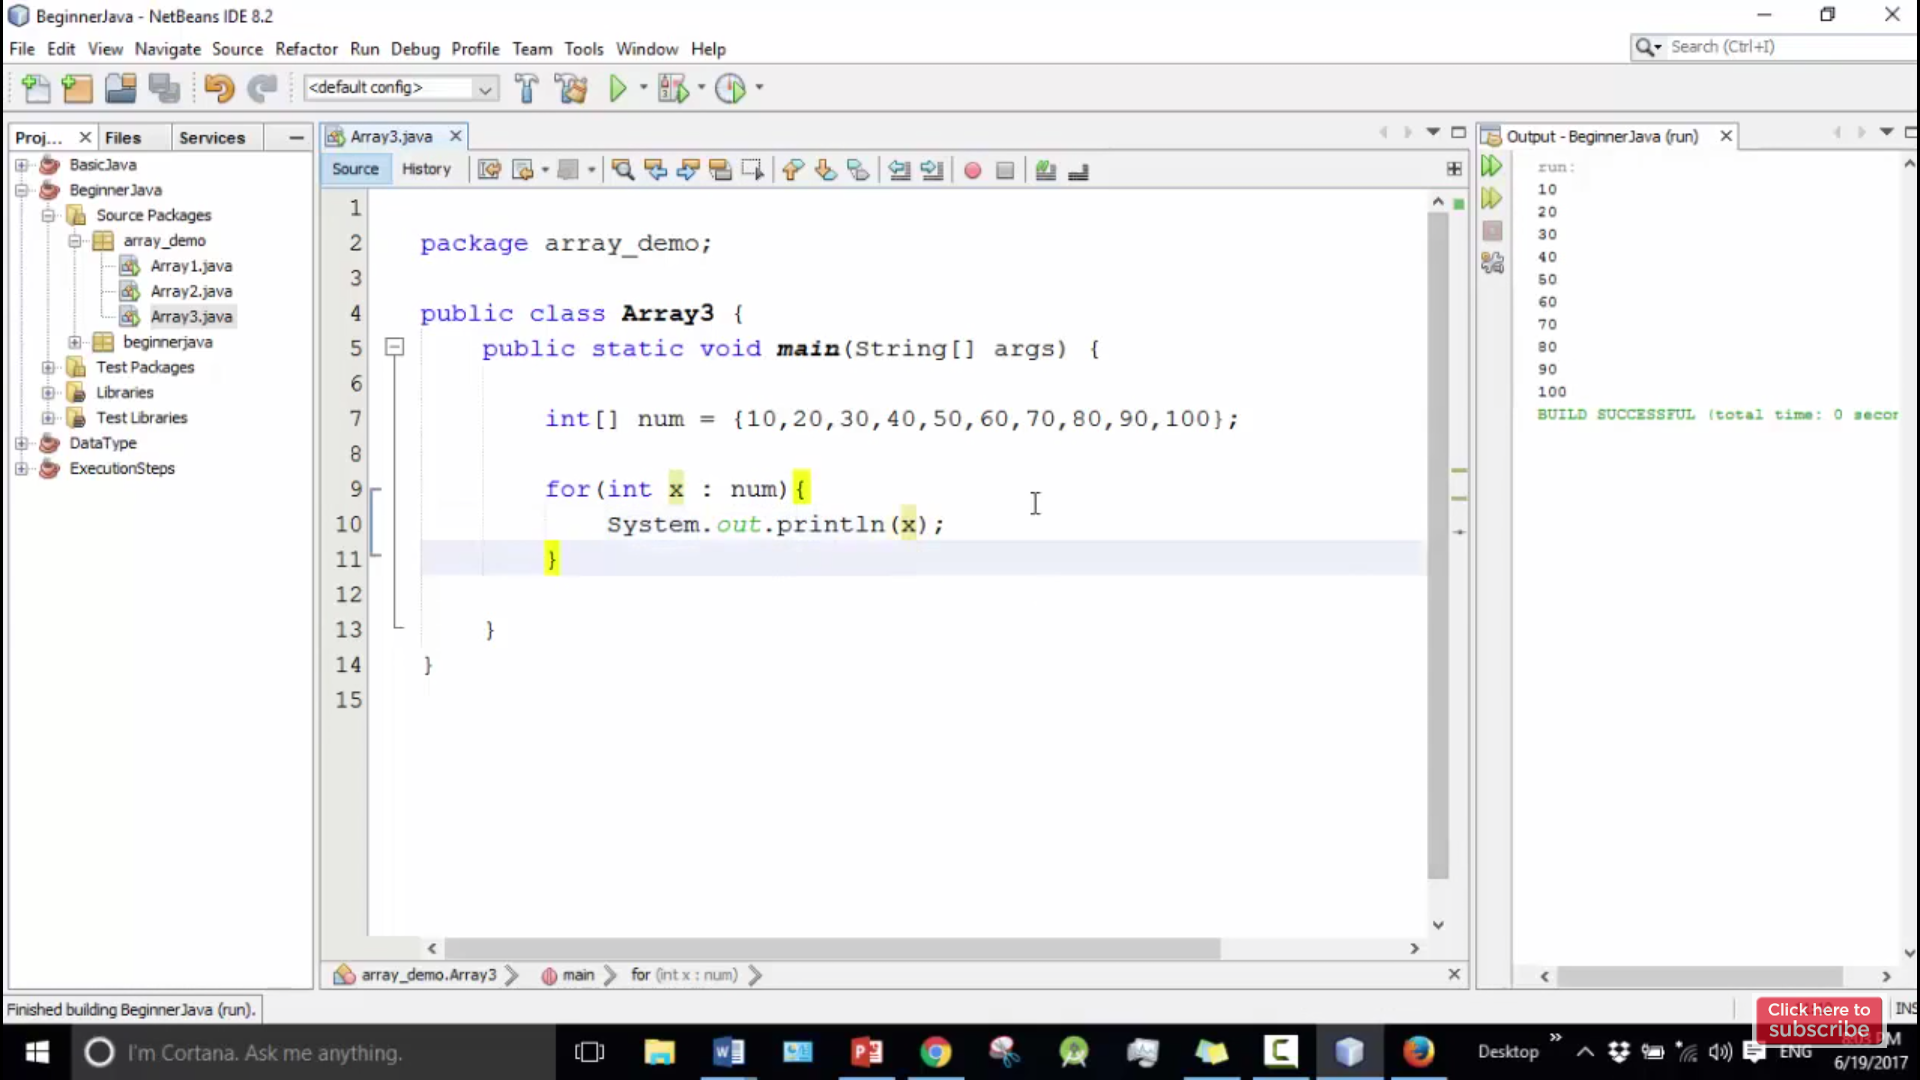 BeginnerJava - NetBeans IDE 8.2
File Edit View Navigate Source Refactor Run Debug Profile Team Tools Window Help
Search (Ctrl+I)
<default config>
Proj... Files Services
BasicJava
BeginnerJava
Source Packages
array_demo
Array1.java
Array2.java
Array3.java
beginnerjava
Test Packages
Libraries
Test Libraries
DataType
ExecutionSteps
Array3.java
Source History
1
2 package array_demo;
3
4 public class Array3 {
5 public static void main(String[] args) {
6
7 int[] num = {10,20,30,40,50,60,70,80,90,100};
8
9 for(int x : num){
10 System.out.println(x);
11 }
12
13 }
14 }
15
array_demo.Array3 main for (int x : num)
Output - BeginnerJava (run)
run:
10
20
30
40
50
60
70
80
90
100
BUILD SUCCESSFUL (total time: 0 secon
Finished building BeginnerJava (run).
INS
Click here to
subscribe
I'm Cortana. Ask me anything.
Desktop
ENG
6/19/2017